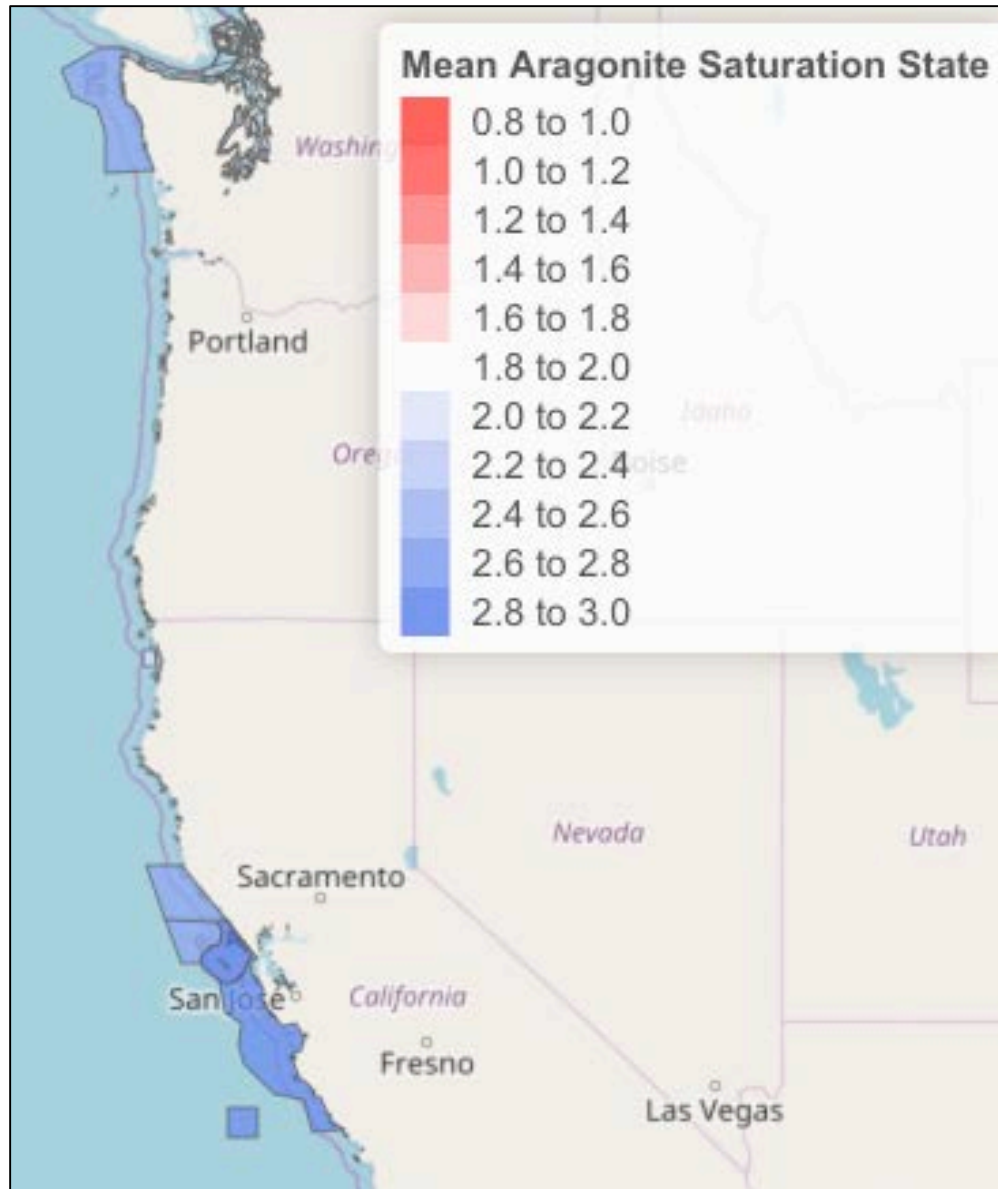 Mean Aragonite Saturation State
0.8 to 1.0
1.0 to 1.2
1.2 to 1.4
1.4 to 1.6
1.6 to 1.8
1.8 to 2.0
2.0 to 2.2
2.2 to 2.4
2.4 to 2.6
2.6 to 2.8
2.8 to 3.0
Portland
Idaho
Nevada
Utah
Sacramento
San Jose
California
Fresno
Las Vegas